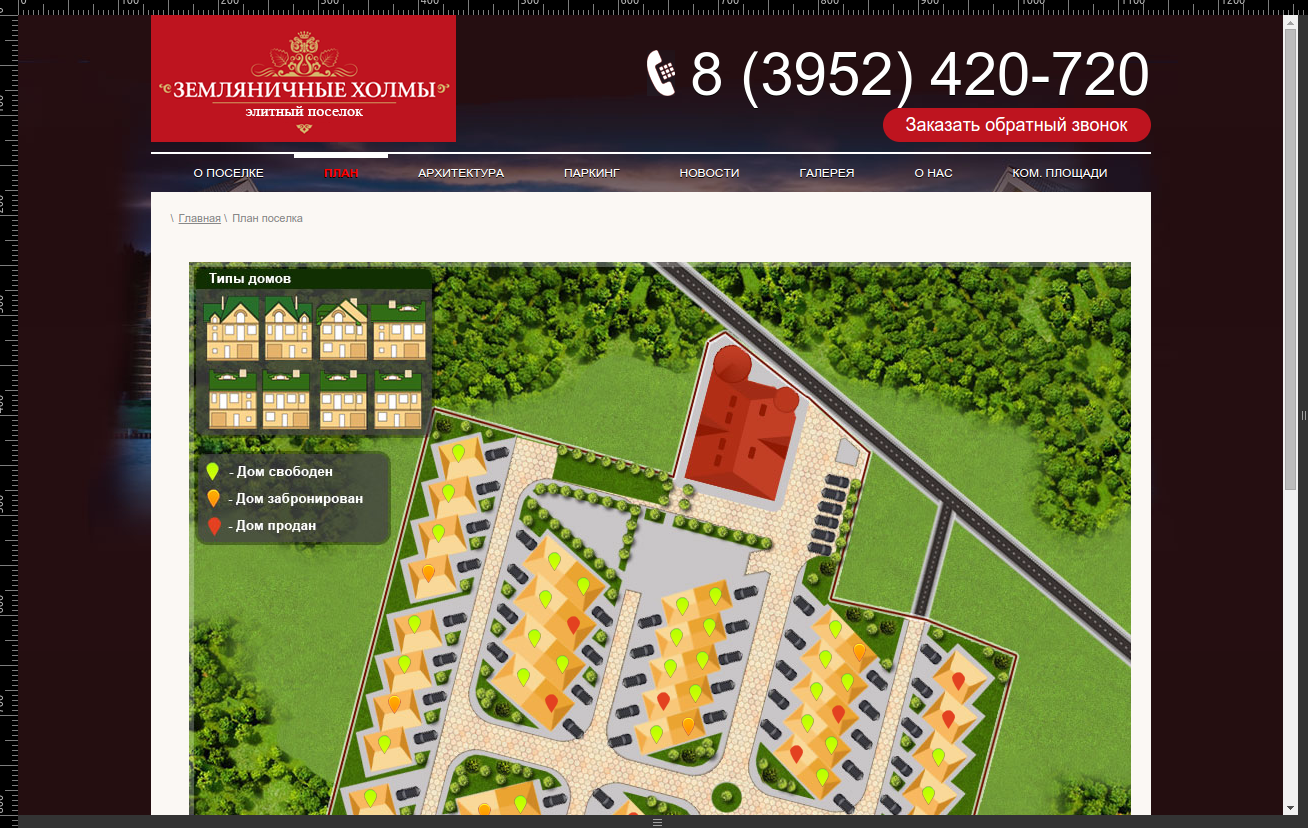 ЗЕМЛЯНИЧНЫЕ ХОЛМЫ
элитный поселок
8 (3952) 420-720
Заказать обратный звонок
О ПОСЕЛКЕ ПЛАН АРХИТЕКТУРА ПАРКИНГ НОВОСТИ ГАЛЕРЕЯ О НАС КОМ. ПЛОЩАДИ
\ Главная \ План поселка
Типы домов
- Дом свободен
- Дом забронирован
- Дом продан